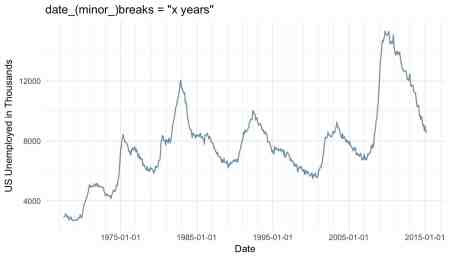 date_(minor_)breaks = "x years"
US Unemployed in Thousands
12000
8000
4000
1975-01-01
1985-01-01
1995-01-01
2005-01-01
2015-01-01
Date